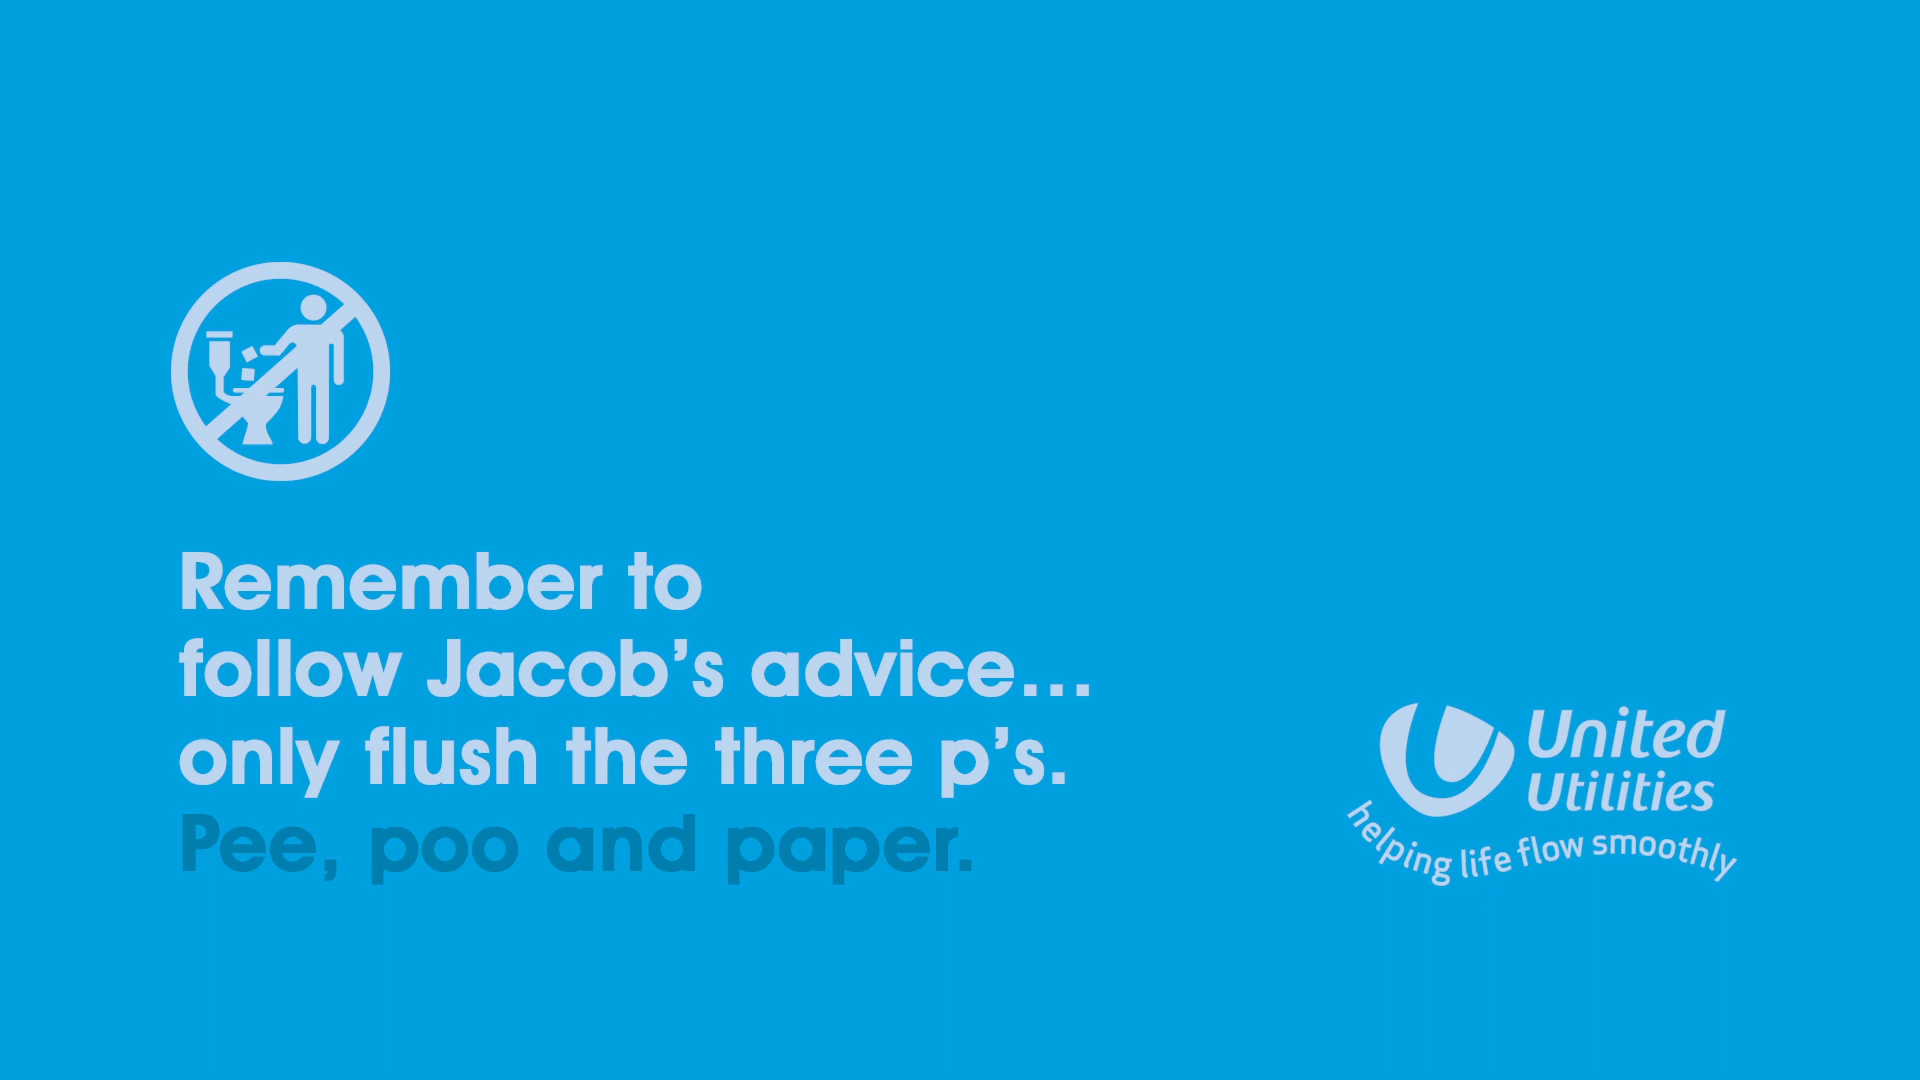 Remember to
follow Jacob’s advice…
only flush the three p’s.
Pee, poo and paper.
United
Utilities
helping life flow smoothly